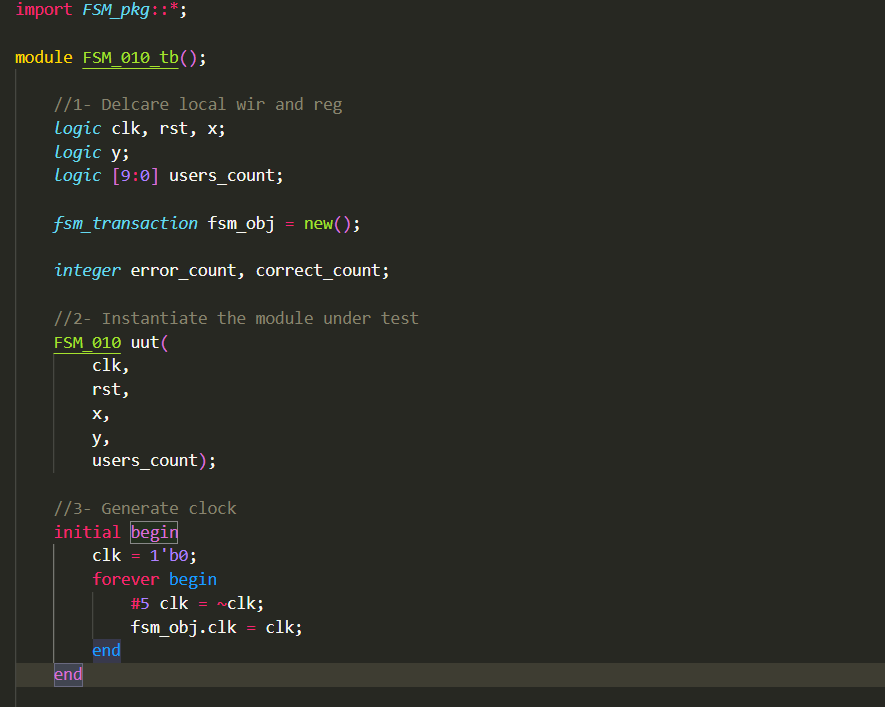 import FSM_pkg::*;
module FSM_010_tb();
//1- Delcare local wir and reg
logic clk, rst, x;
logic y;
logic [9:0] users_count;
fsm_transaction fsm_obj = new();
integer error_count, correct_count;
//2- Instantiate the module under test
FSM_010 uut(
clk,
rst,
x,
y,
users_count);
//3- Generate clock
initial begin
clk = 1'b0;
forever begin
#5 clk = ~clk;
fsm_obj.clk = clk;
end
end